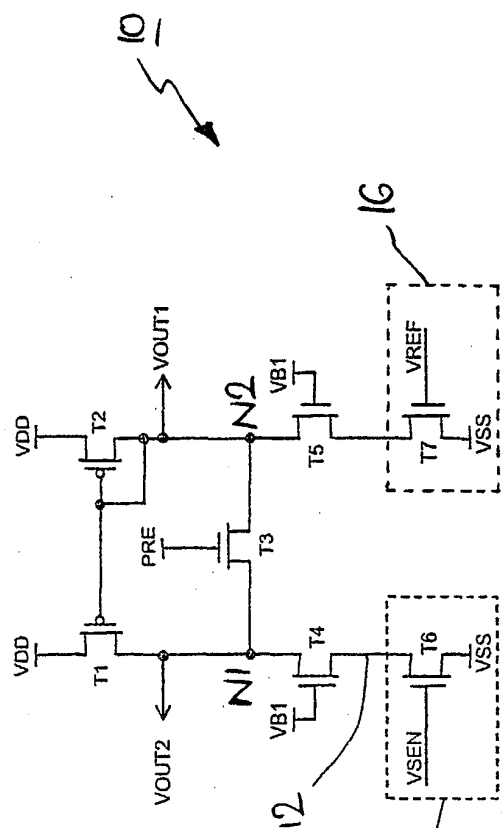 10
VDD
VDD
T1
T2
VOUT2
VOUT1
PRE
N1
N2
T3
VB1
VB1
T4
T5
12
16
VSEN
VREF
T6
T7
VSS
VSS